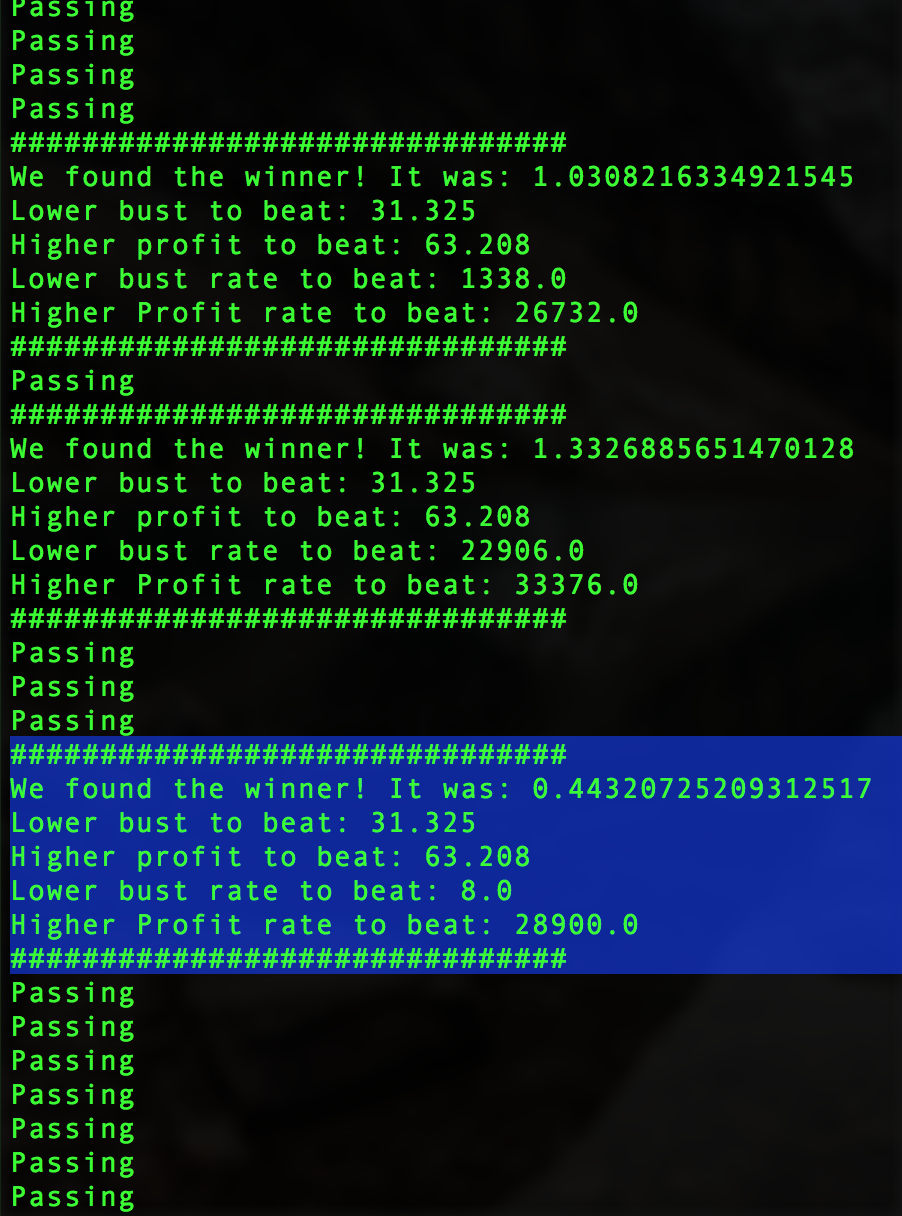 Passing
Passing
Passing
Passing
###############################
We found the winner! It was: 1.0308216334921545
Lower bust to beat: 31.325
Higher profit to beat: 63.208
Lower bust rate to beat: 1338.0
Higher Profit rate to beat: 26732.0
###############################
Passing
###############################
We found the winner! It was: 1.3326885651470128
Lower bust to beat: 31.325
Higher profit to beat: 63.208
Lower bust rate to beat: 22906.0
Higher Profit rate to beat: 33376.0
###############################
Passing
Passing
Passing
###############################
We found the winner! It was: 0.44320725209312517
Lower bust to beat: 31.325
Higher profit to beat: 63.208
Lower bust rate to beat: 8.0
Higher Profit rate to beat: 28900.0
###############################
Passing
Passing
Passing
Passing
Passing
Passing
Passing